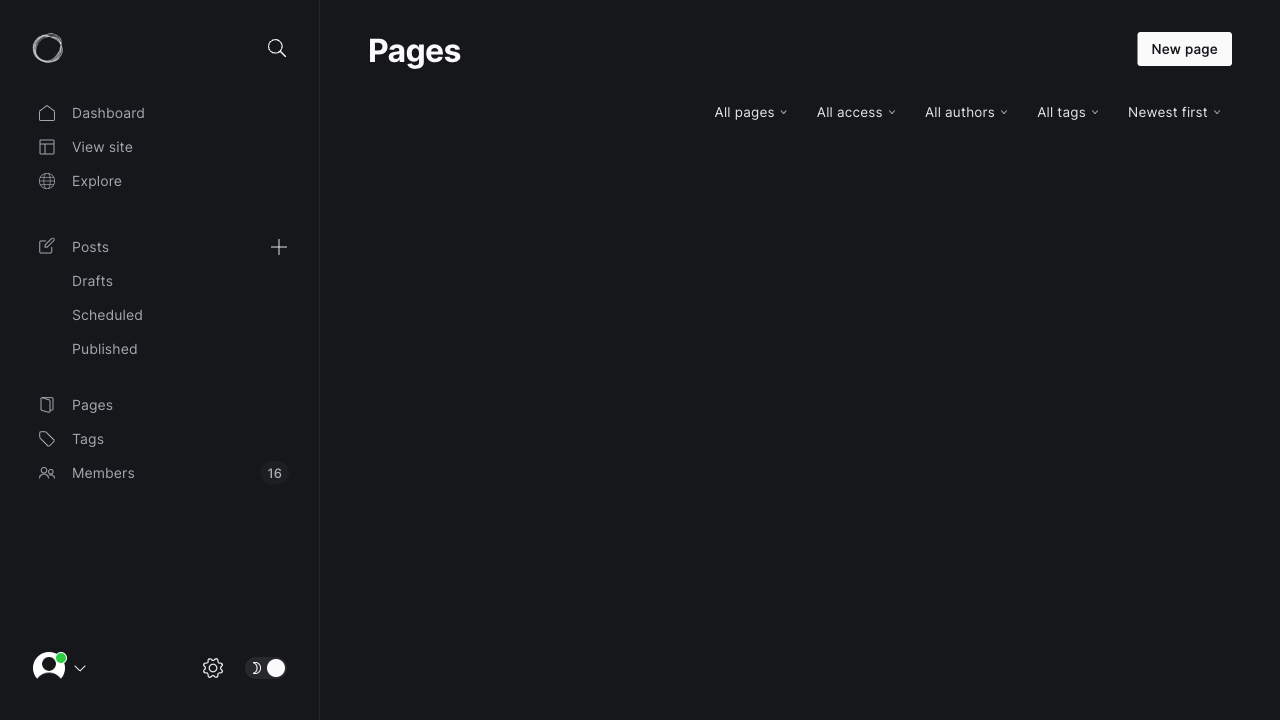 Pages
New page
All pages
All access
All authors
All tags
Newest first
Dashboard
View site
Explore
Posts
Drafts
Scheduled
Published
Pages
Tags
Members 16